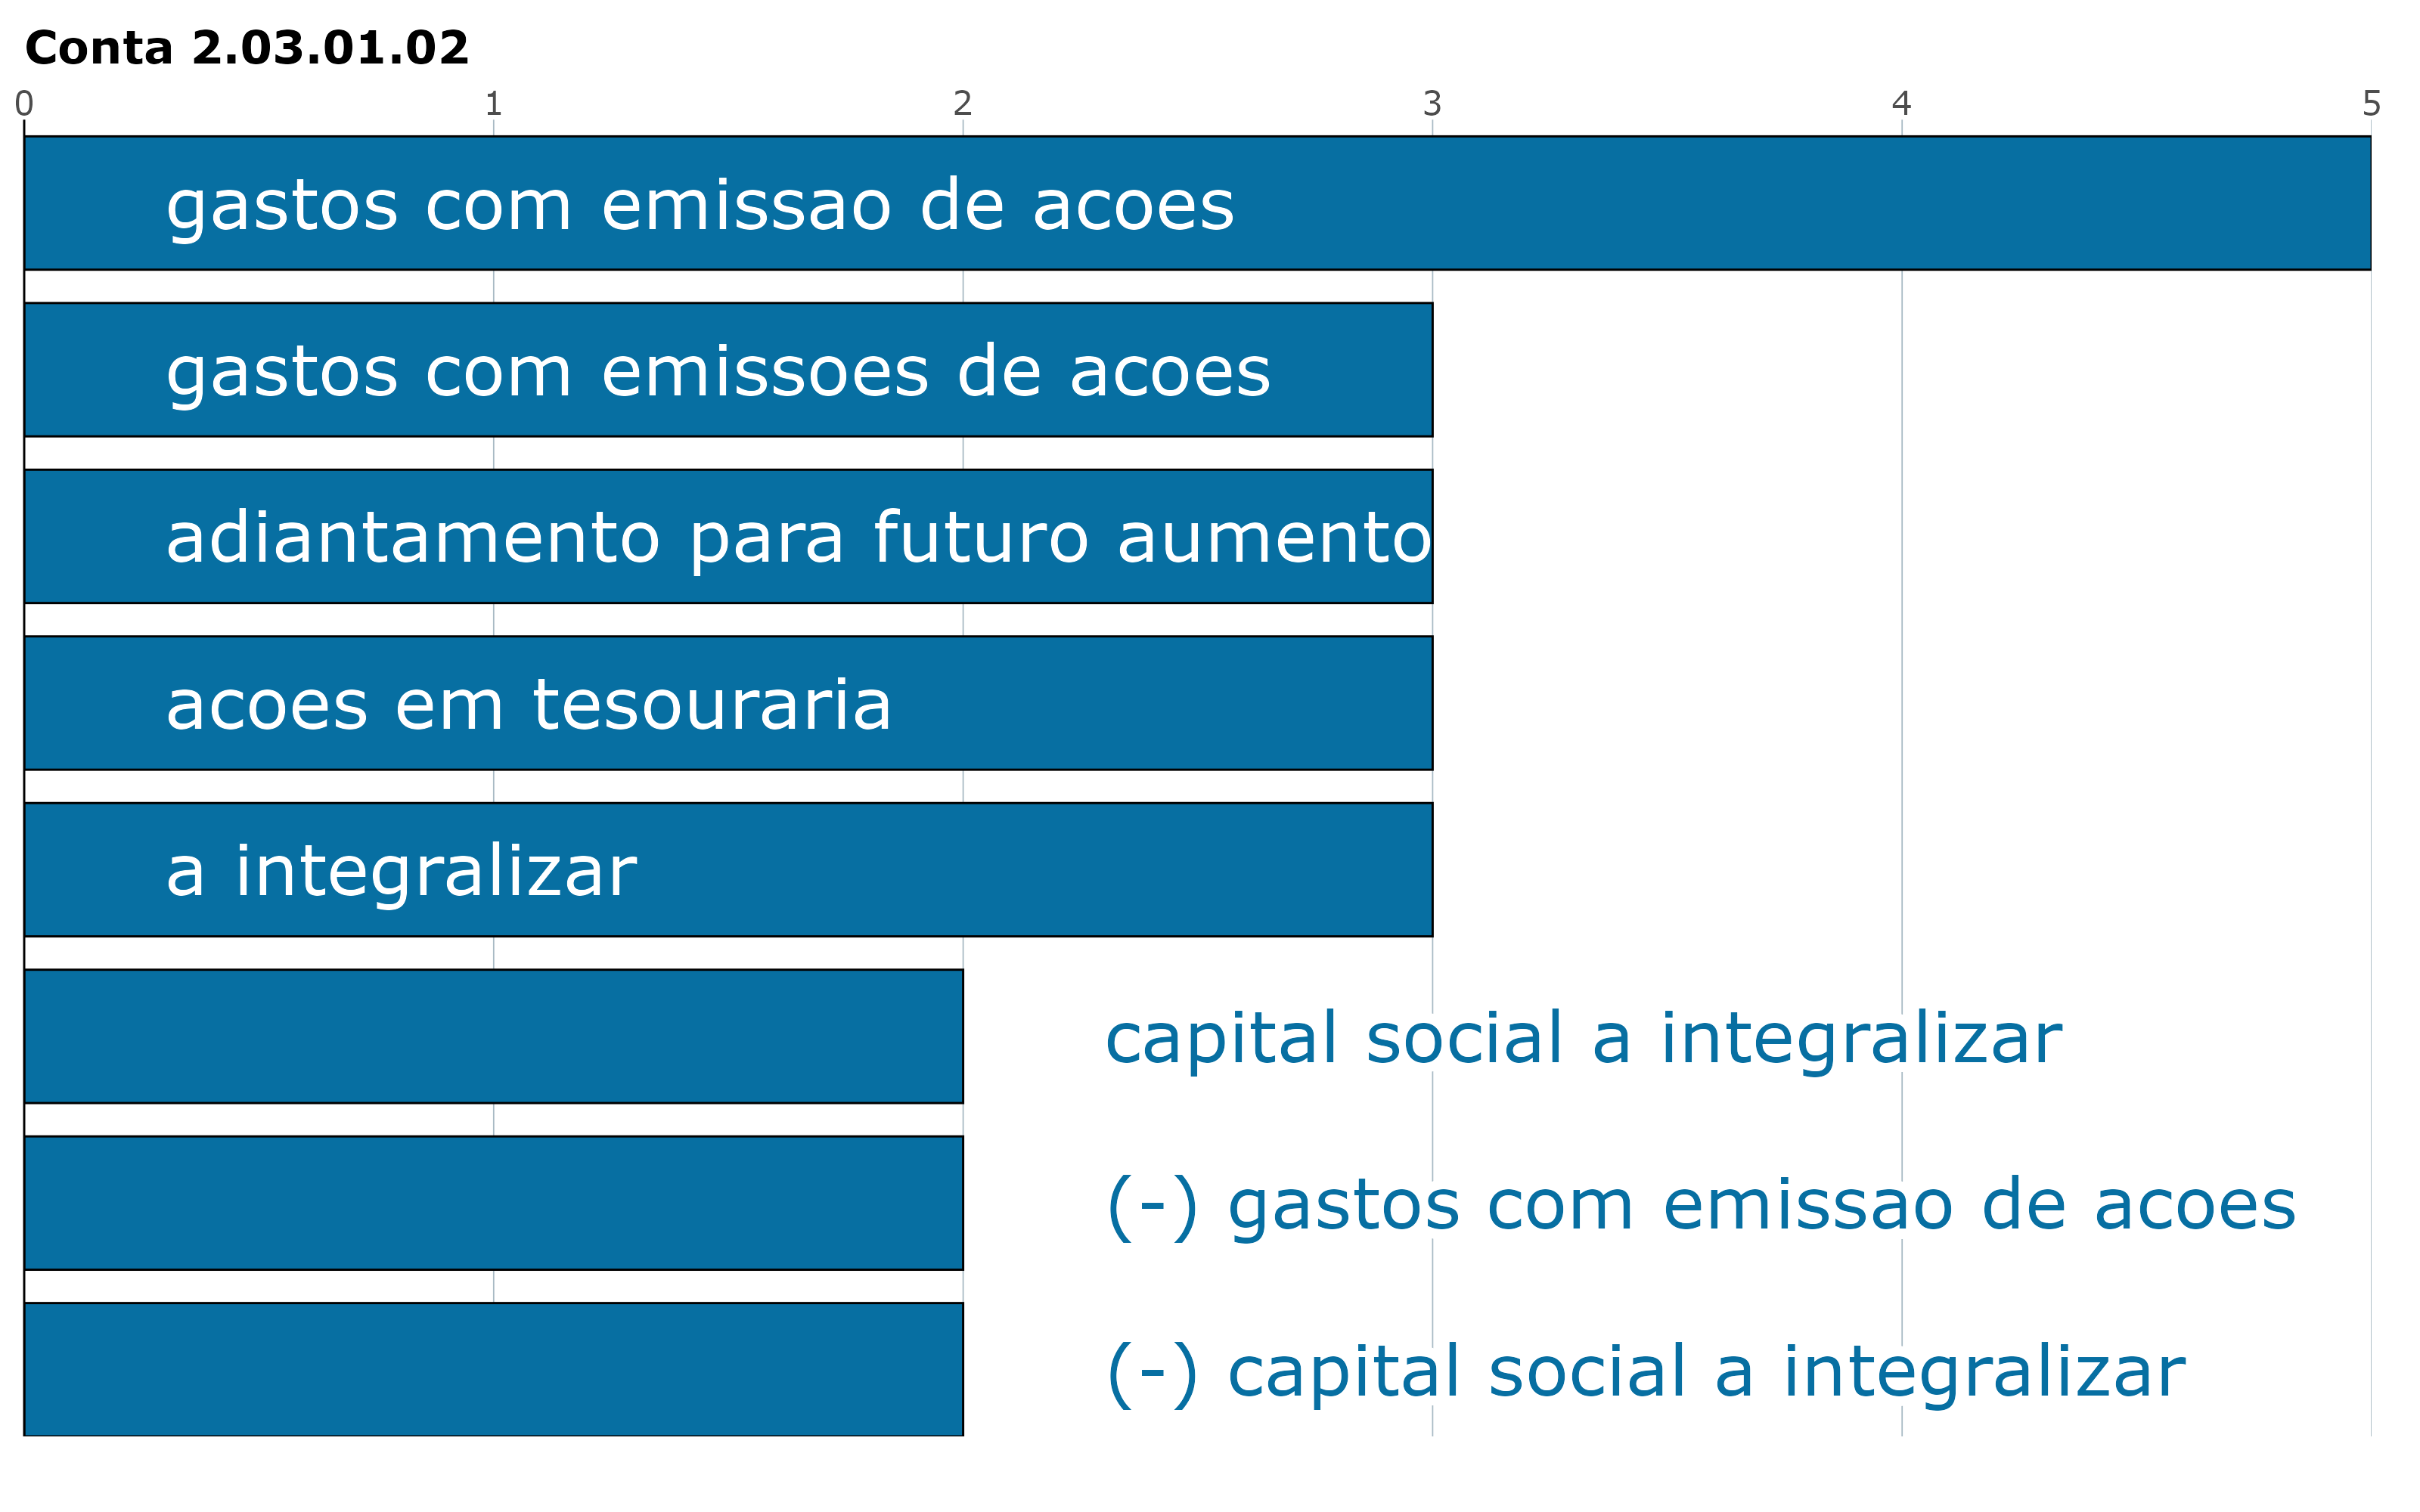 Conta 2.03.01.02
0 1 2 3 4 5
gastos com emissao de acoes
gastos com emissoes de acoes
adiantamento para futuro aumento
acoes em tesouraria
a integralizar
capital social a integralizar
(-) gastos com emissao de acoes
(-) capital social a integralizar